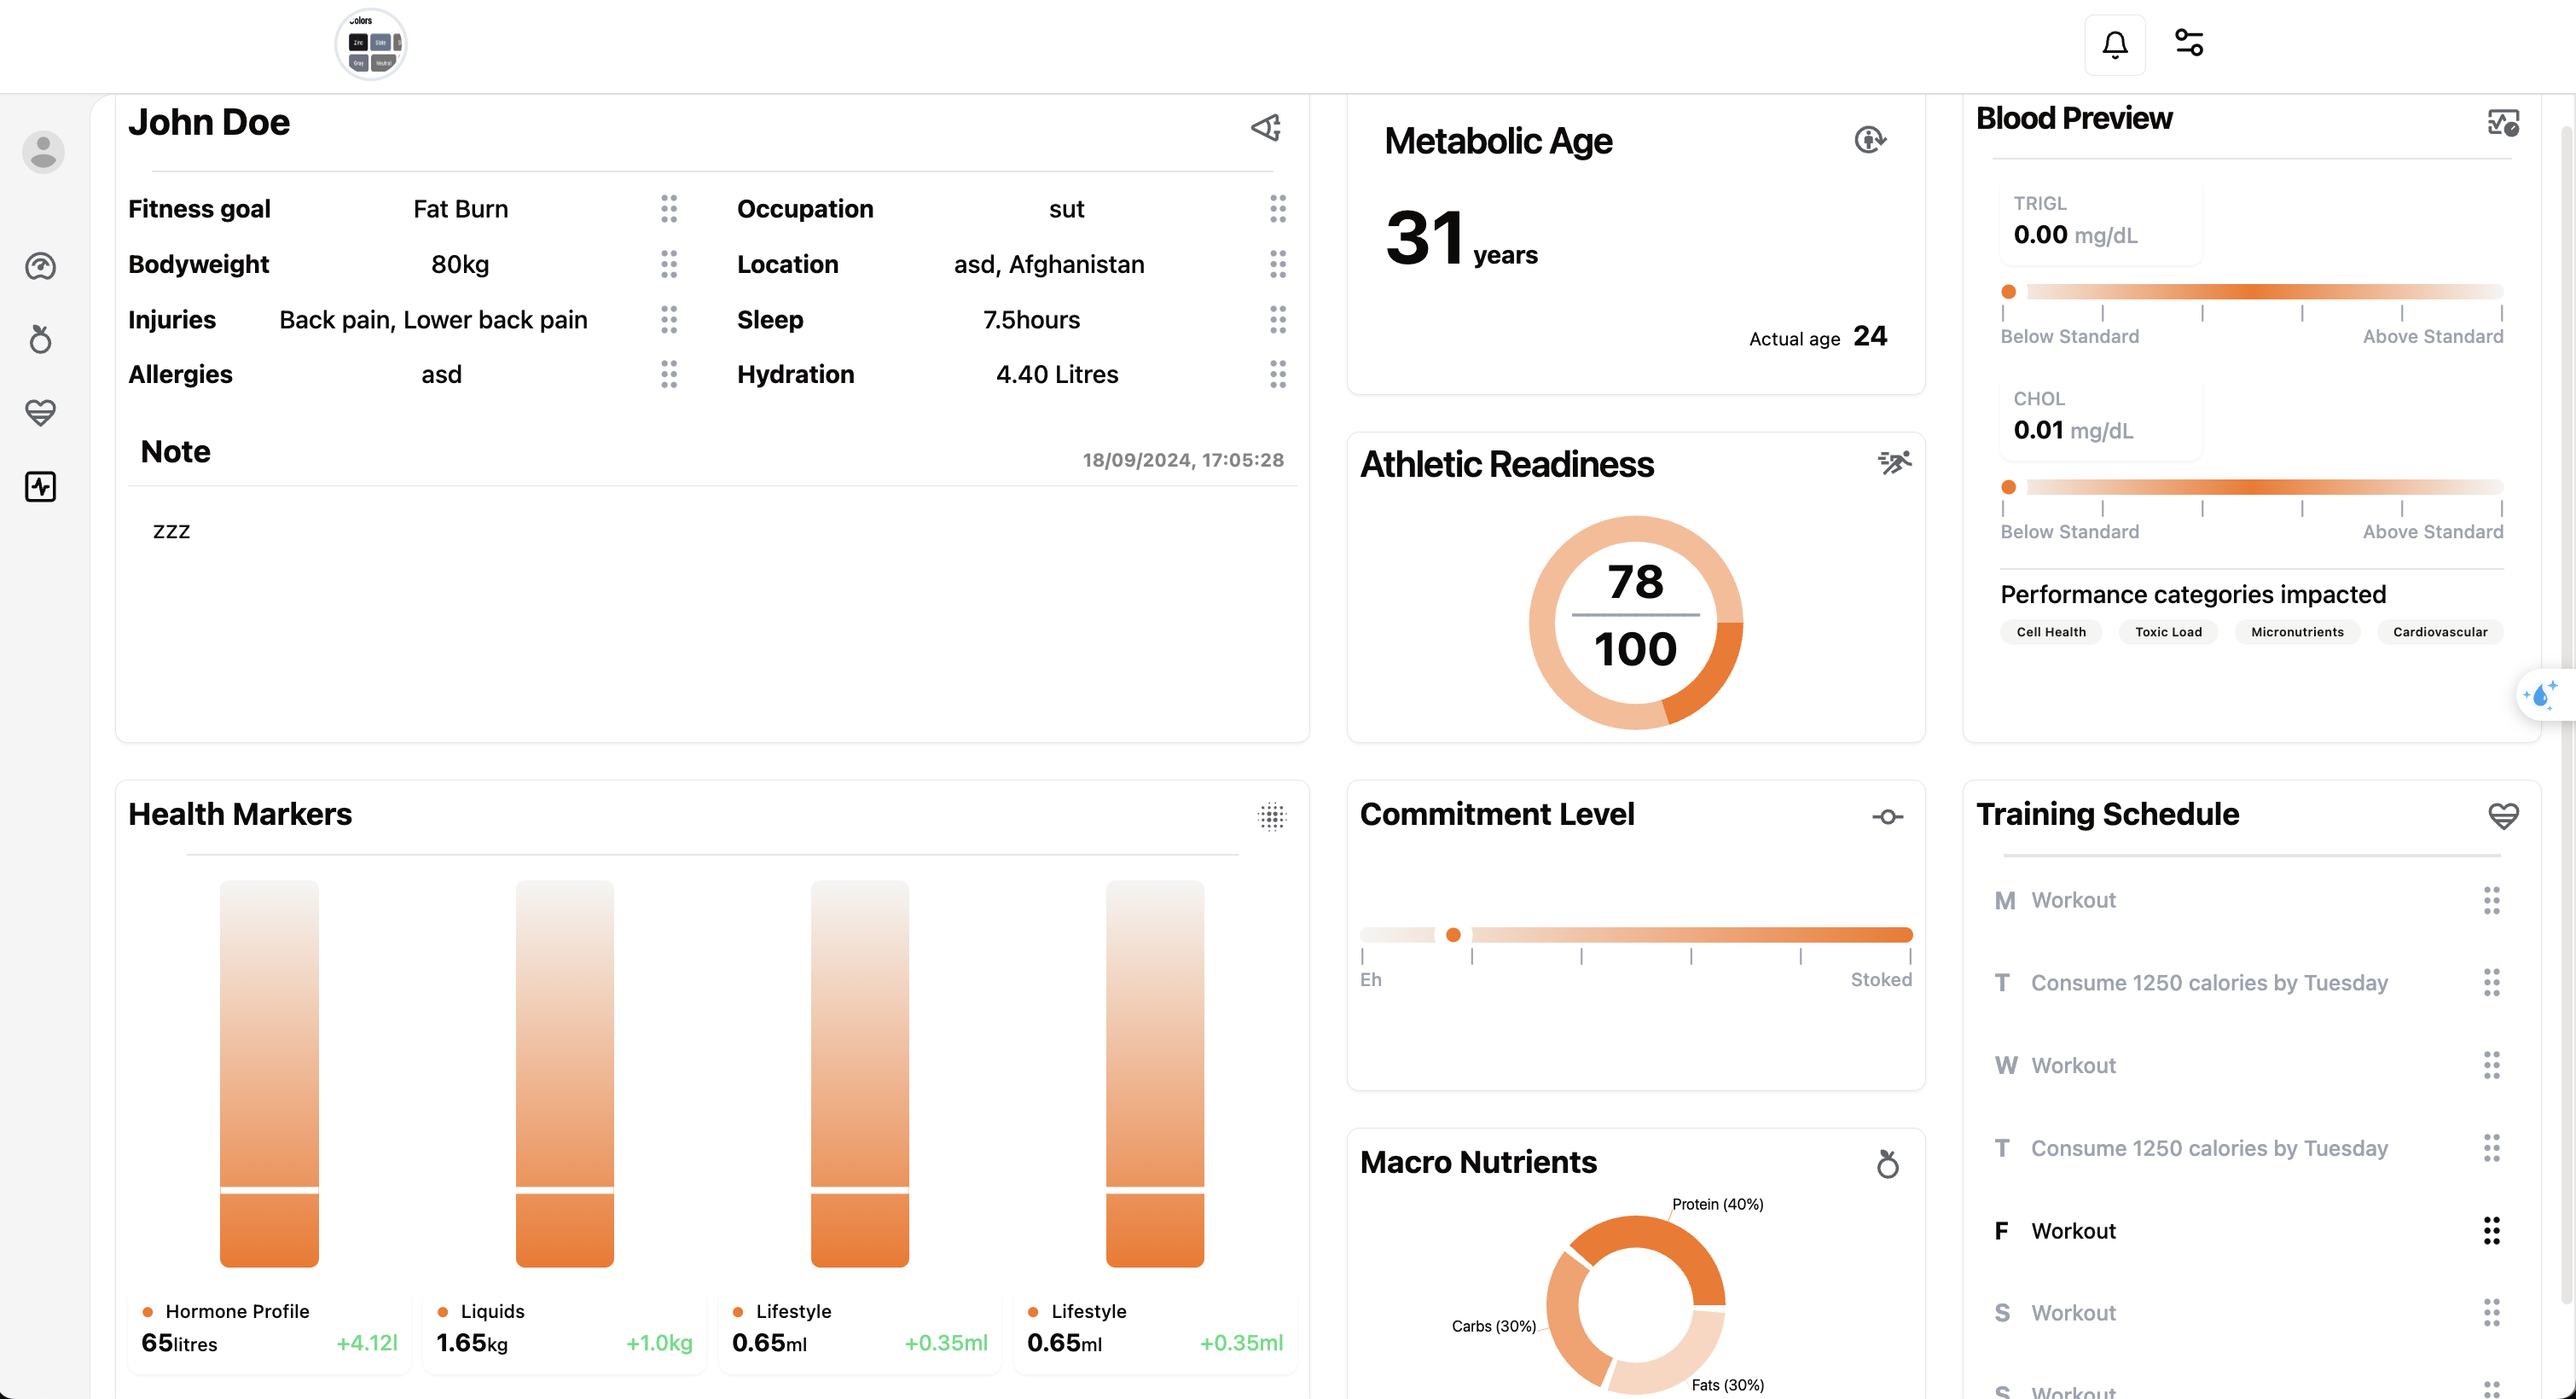 Colors
Zinc
Slate
Gray
Neutral
John Doe
Fitness goal Fat Burn
Bodyweight 80kg
Injuries Back pain, Lower back pain
Allergies asd
Occupation sut
Location asd, Afghanistan
Sleep 7.5hours
Hydration 4.40 Litres
Note 18/09/2024, 17:05:28
zzz
Metabolic Age
31 years
Actual age 24
Athletic Readiness
78
100
Blood Preview
TRIGL
0.00 mg/dL
Below Standard Above Standard
CHOL
0.01 mg/dL
Below Standard Above Standard
Performance categories impacted
Cell Health Toxic Load Micronutrients Cardiovascular
Health Markers
Hormone Profile
65litres +4.12l
Liquids
1.65kg +1.0kg
Lifestyle
0.65ml +0.35ml
Lifestyle
0.65ml +0.35ml
Commitment Level
Eh Stoked
Macro Nutrients
Protein (40%)
Carbs (30%)
Fats (30%)
Training Schedule
M Workout
T Consume 1250 calories by Tuesday
W Workout
T Consume 1250 calories by Tuesday
F Workout
S Workout
S Workout